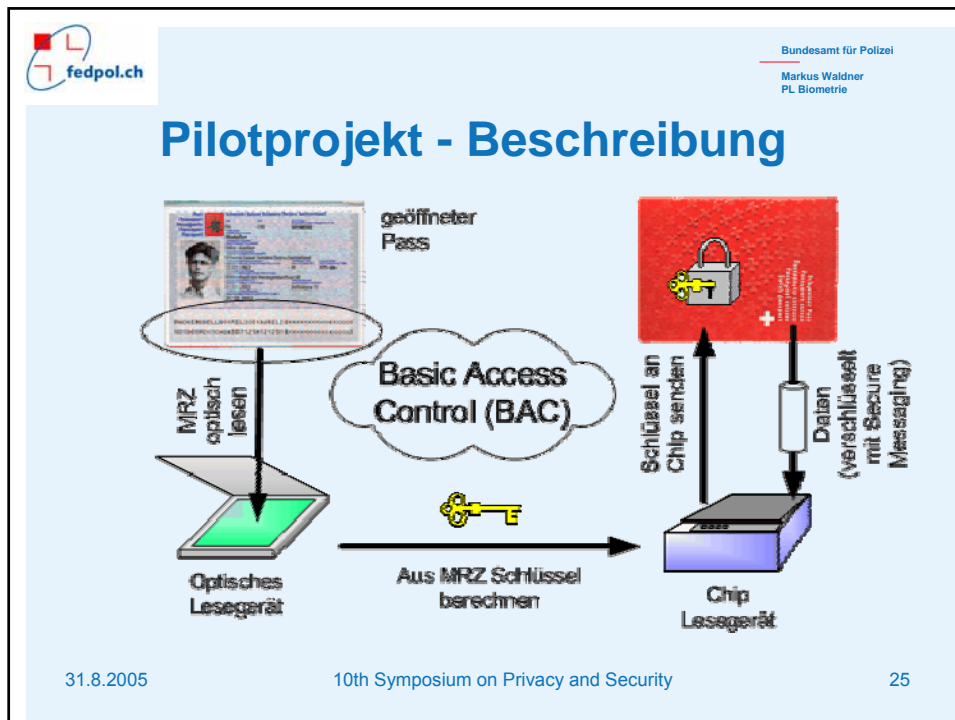 fedpol.ch
Bundesamt für Polizei
Markus Waldner
PL Biometrie
Pilotprojekt - Beschreibung
geöffneter
Pass
MRZ
optisch
lesen
Basic Access
Control (BAC)
Schlüssel an
Chip senden
Daten
(verschlüsselt
mit Secure
Messaging)
Optisches
Lesegerät
Aus MRZ Schlüssel
berechnen
Chip
Lesegerät
31.8.2005
10th Symposium on Privacy and Security
25